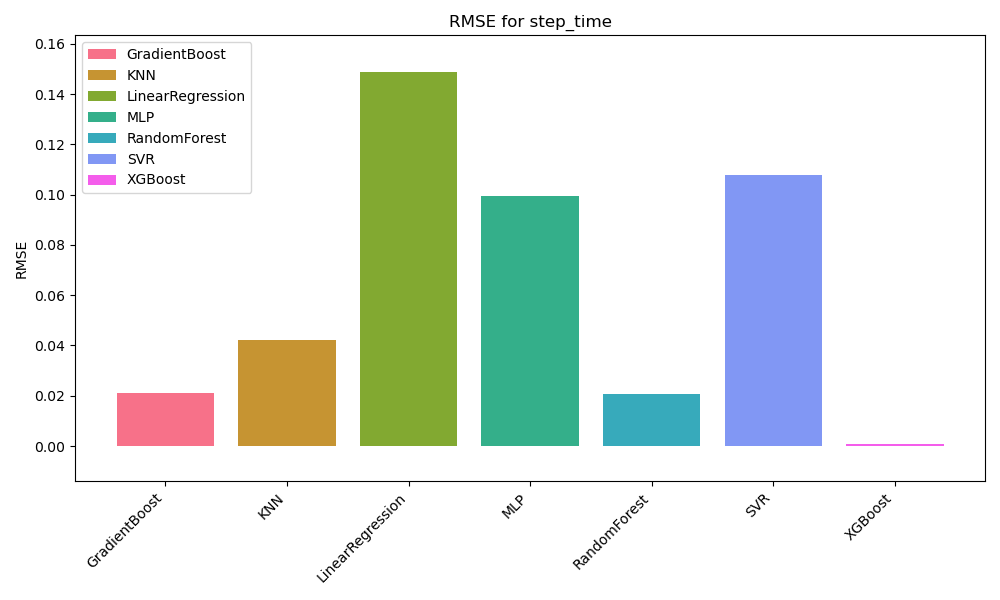 RMSE for step_time
GradientBoost
KNN
LinearRegression
MLP
RandomForest
SVR
XGBoost
RMSE
0.16
0.14
0.12
0.10
0.08
0.06
0.04
0.02
0.00
GradientBoost
KNN
LinearRegression
MLP
RandomForest
SVR
XGBoost